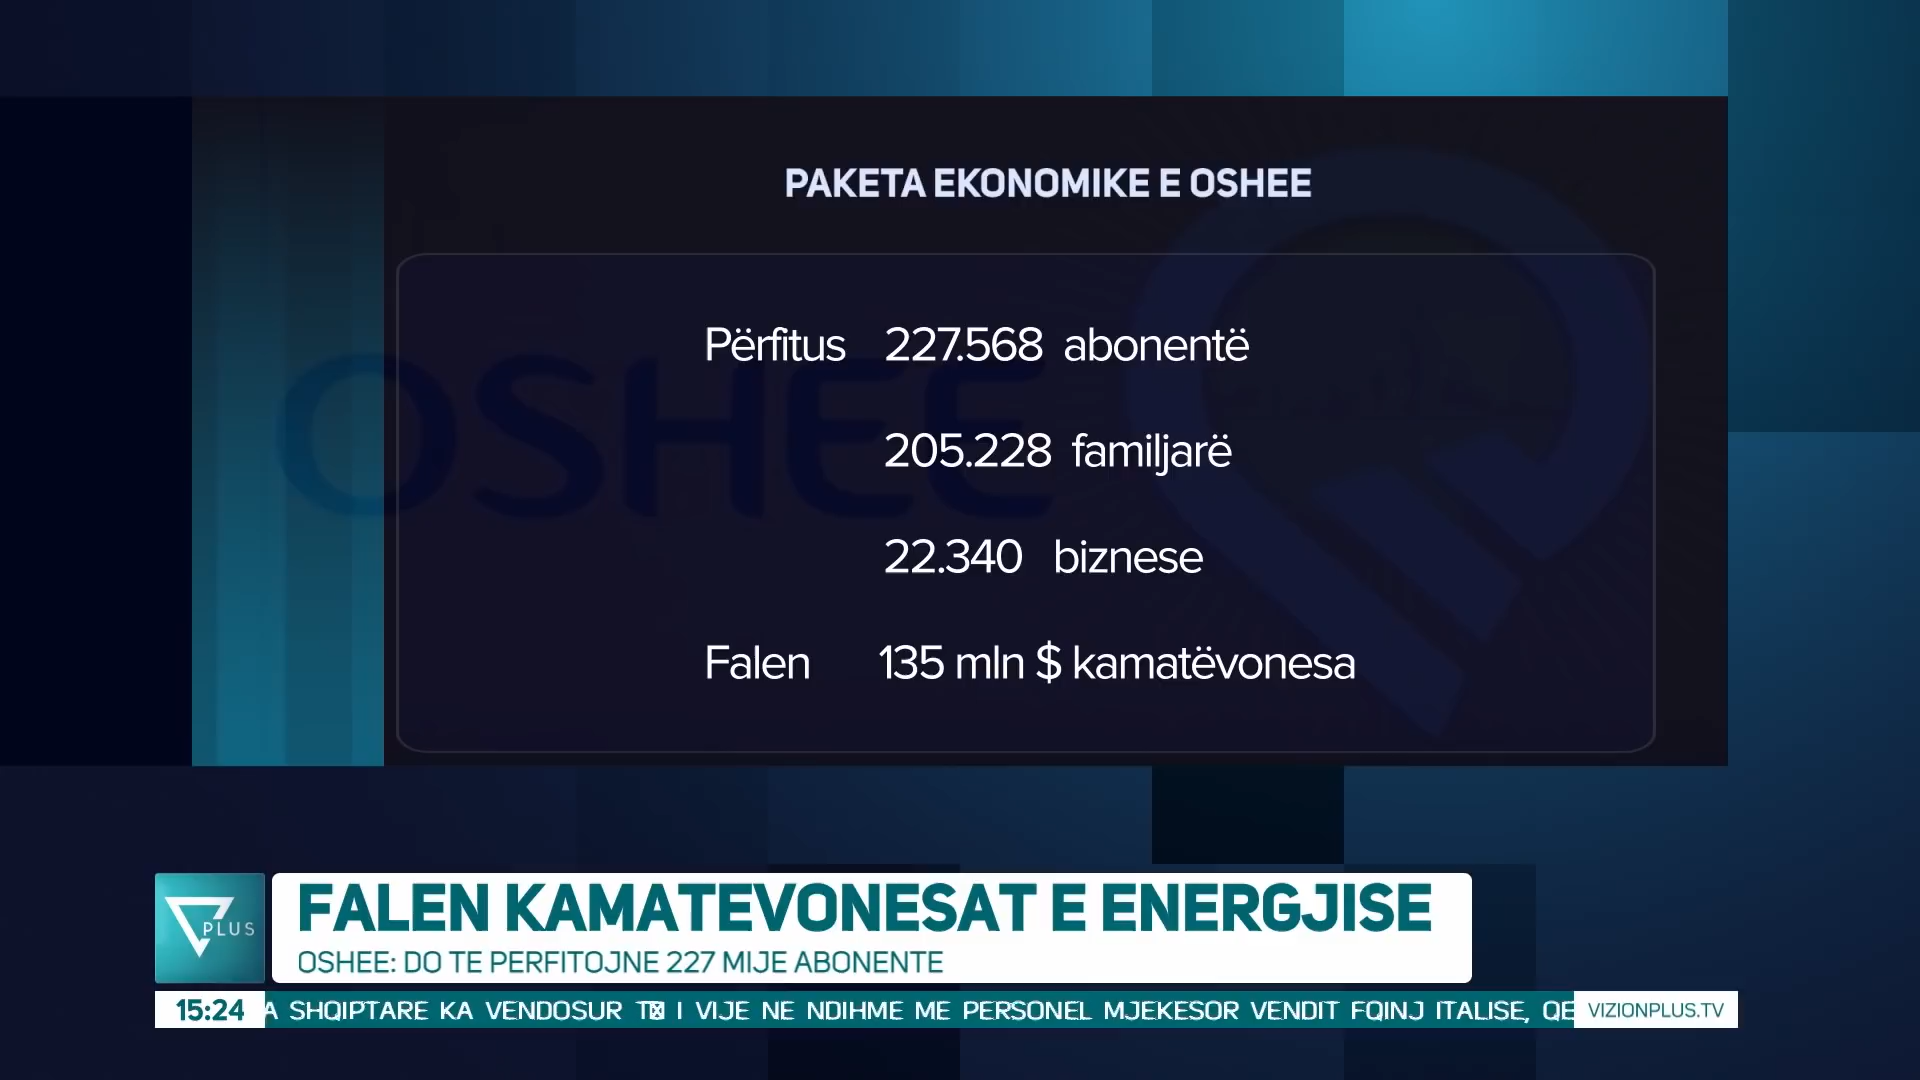 PAKETA EKONOMIKE E OSHEE
OSHEE
Përfitus 227.568 abonentë
205.228 familjarë
22.340 biznese
Falen 135 mln $ kamatëvonesa
PLUS
FALEN KAMATEVONESAT E ENERGJISE
OSHEE: DO TE PERFITOJNE 227 MIJE ABONENTE
15:24 A SHQIPTARE KA VENDOSUR I VIJE NE NDIHME ME PERSONEL MJEKESOR VENDIT FQINJ ITALISE, QE VIZIONPLUS.TV